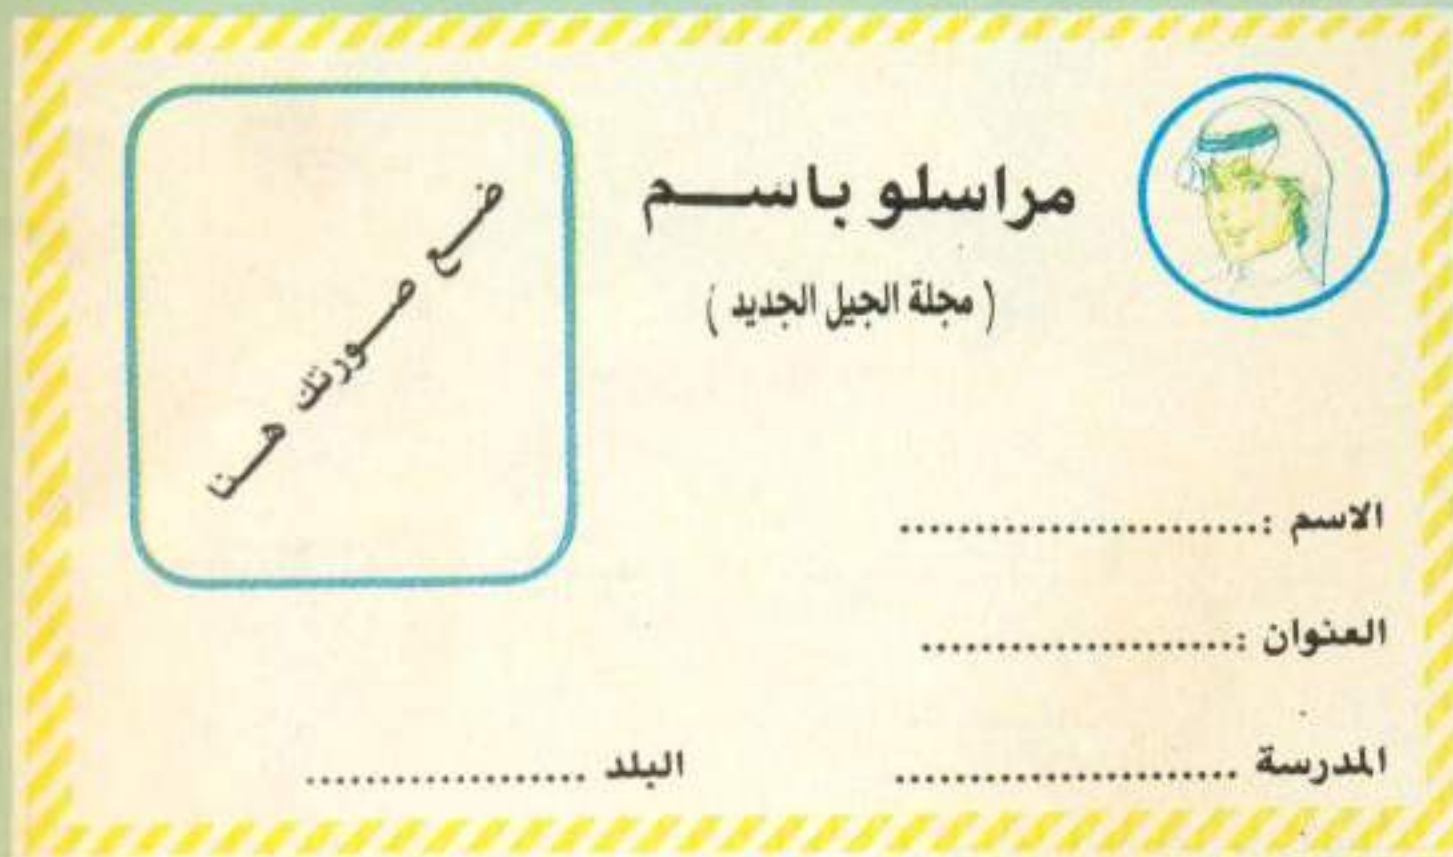 مراسلو باسم
( مجلة الجيل الجديد )
ضع صورتك هنا
الاسم :........................
العنوان :.....................
المدرسة ....................... البلد ...................